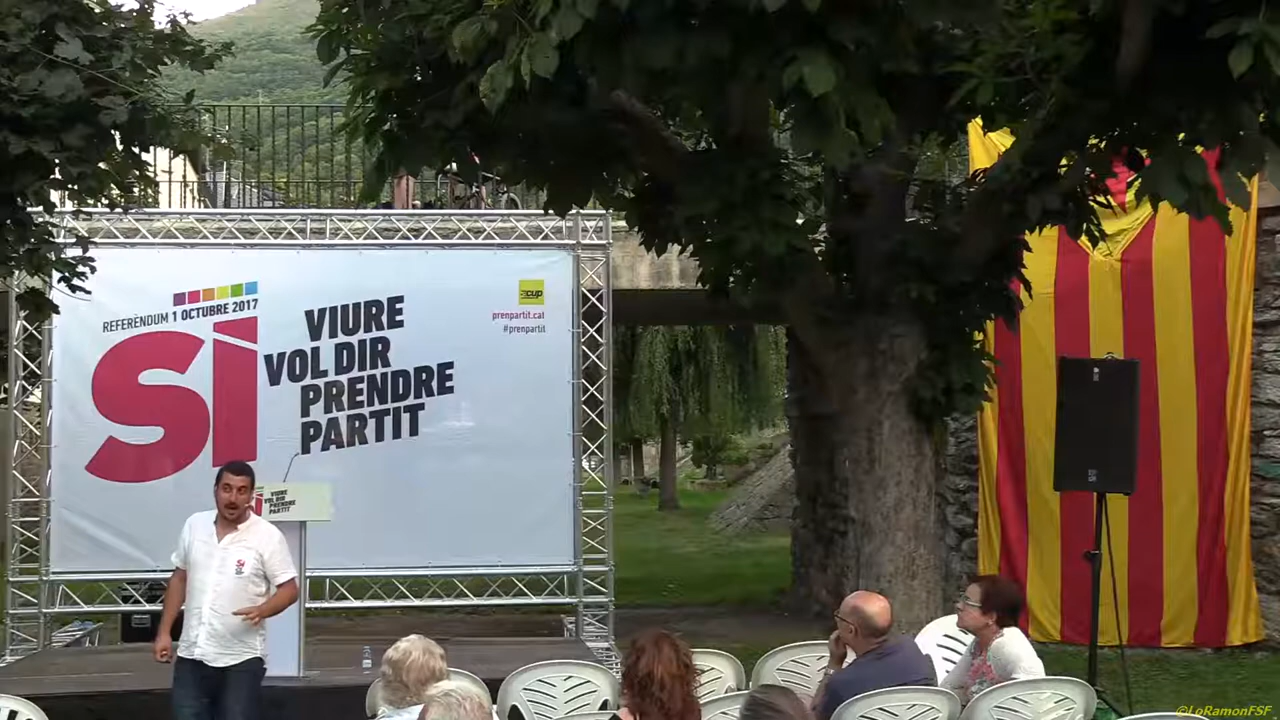 REFERÈNDUM 1 OCTUBRE 2017
SÍ
VIURE
VOL DIR
PRENDRE
PARTIT
cup
prenpartit.cat
#prenpartit
VIURE
VOL DIR
PRENDRE
PARTIT
SÍ
©LoRamonFSF